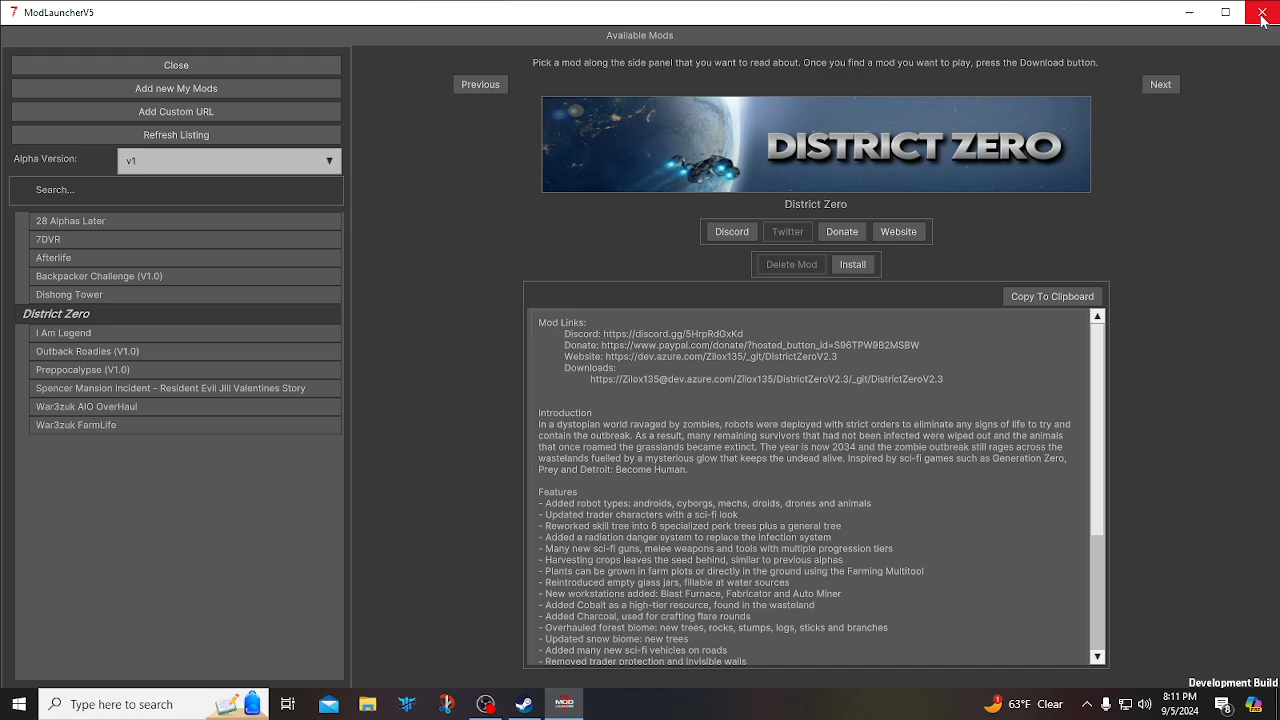 ModLauncherV5
Available Mods
Close
Add new My Mods
Add Custom URL
Refresh Listing
Alpha Version:
v1
Search...
28 Alphas Later
7DVR
Afterlife
Backpacker Challenge (V1.0)
Dishong Tower
District Zero
I Am Legend
Outback Roadies (V1.0)
Preppocalypse (V1.0)
Spencer Mansion Incident - Resident Evil Jill Valentines Story
War3zuk AIO OverHaul
War3zuk FarmLife
Pick a mod along the side panel that you want to read about. Once you find a mod you want to play, press the Download button.
Previous
Next
DISTRICT ZERO
District Zero
Discord Twitter Donate Website
Delete Mod Install
Copy To Clipboard
Mod Links:
Discord: https://discord.gg/5HrpRdGxKd
Donate: https://www.paypal.com/donate/?hosted_button_id=S96TPW9B2MSBW
Website: https://dev.azure.com/Zilox135/_git/DistrictZeroV2.3
Downloads:
https://Zilox135@dev.azure.com/Zilox135/DistrictZeroV2.3/_git/DistrictZeroV2.3
Introduction
In a dystopian world ravaged by zombies, robots were deployed with strict orders to eliminate any signs of life to try and
contain the outbreak. As a result, many remaining survivors that had not been infected were wiped out and the animals
that once roamed the grasslands became extinct. The year is now 2034 and the zombie outbreak still rages across the
wastelands fuelled by a mysterious glow that keeps the undead alive. Inspired by sci-fi games such as Generation Zero,
Prey and Detroit: Become Human.
Features
- Added robot types: androids, cyborgs, mechs, droids, drones and animals
- Updated trader characters with a sci-fi look
- Reworked skill tree into 6 specialized perk trees plus a general tree
- Added a radiation danger system to replace the infection system
- Many new sci-fi guns, melee weapons and tools with multiple progression tiers
- Harvesting crops leaves the seed behind, similar to previous alphas
- Plants can be grown in farm plots or directly in the ground using the Farming Multitool
- Reintroduced empty glass jars, fillable at water sources
- New workstations added: Blast Furnace, Fabricator and Auto Miner
- Added Cobalt as a high-tier resource, found in the wasteland
- Added Charcoal, used for crafting flare rounds
- Overhauled forest biome: new trees, rocks, stumps, logs, sticks and branches
- Updated snow biome: new trees
- Added many new sci-fi vehicles on roads
- Removed trader protection and Invisible walls
Development Build
Type here to search
MOD
LAUNCHER
1
63°F Clear
8:11 PM
9/5/2024